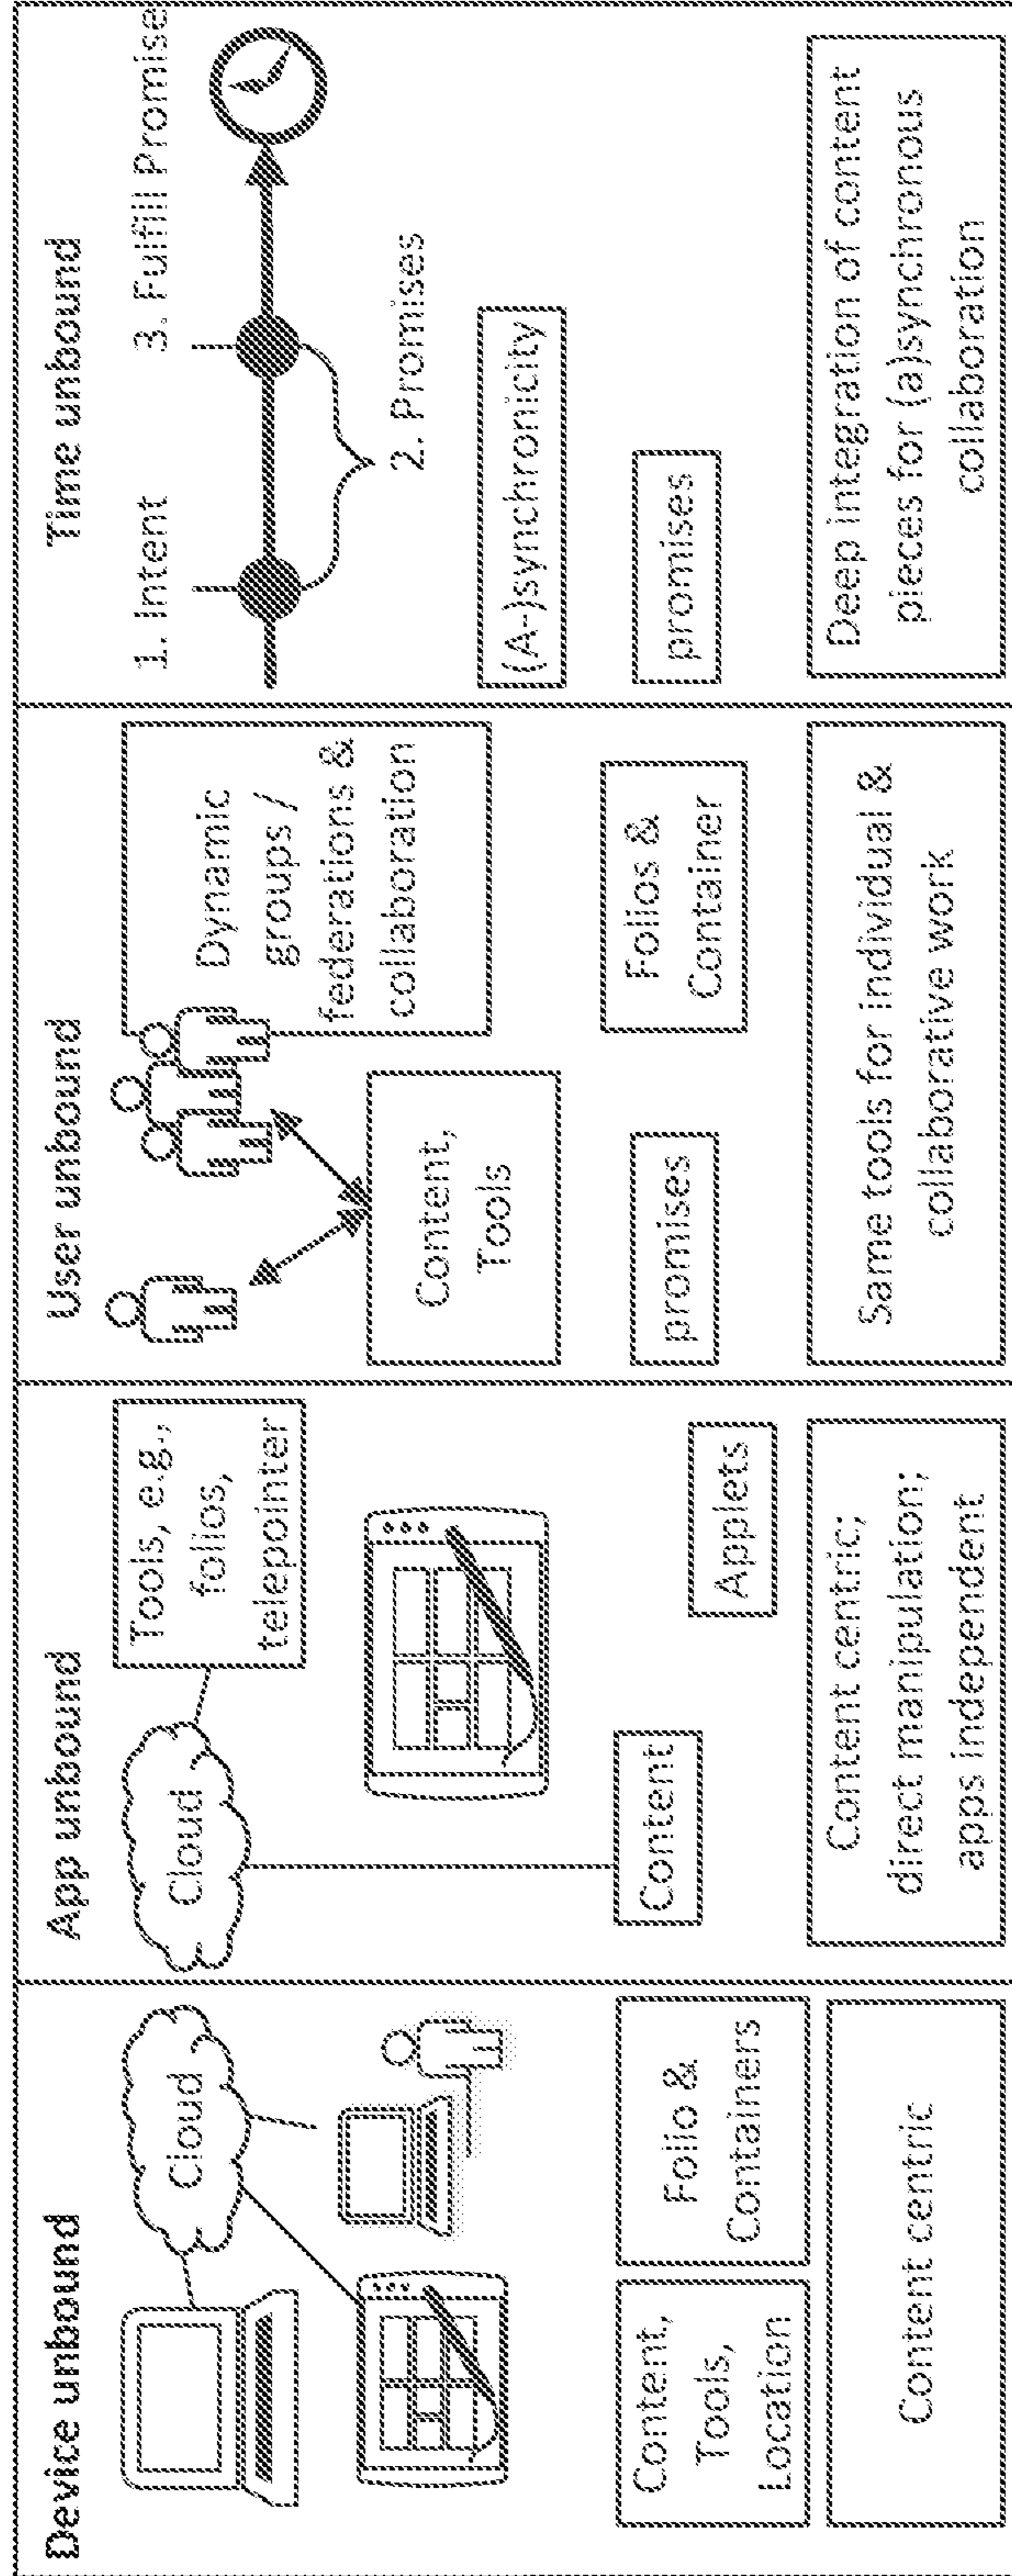 Device unbound
Cloud
Content,
Tools,
Location
Folio &
Containers
Content centric
App unbound
Cloud
Tools, e.g.,
folios,
telepointer
Content
Applets
Content centric;
direct manipulation;
apps independent
User unbound
Dynamic
groups /
federations &
collaboration
Content,
Tools
promises
Folios &
Container
Same tools for individual &
collaborative work
Time unbound
1. Intent
3. Fulfill Promise
2. Promises
(A-)synchronicity
promises
Deep integration of content
pieces for (a)synchronous
collaboration